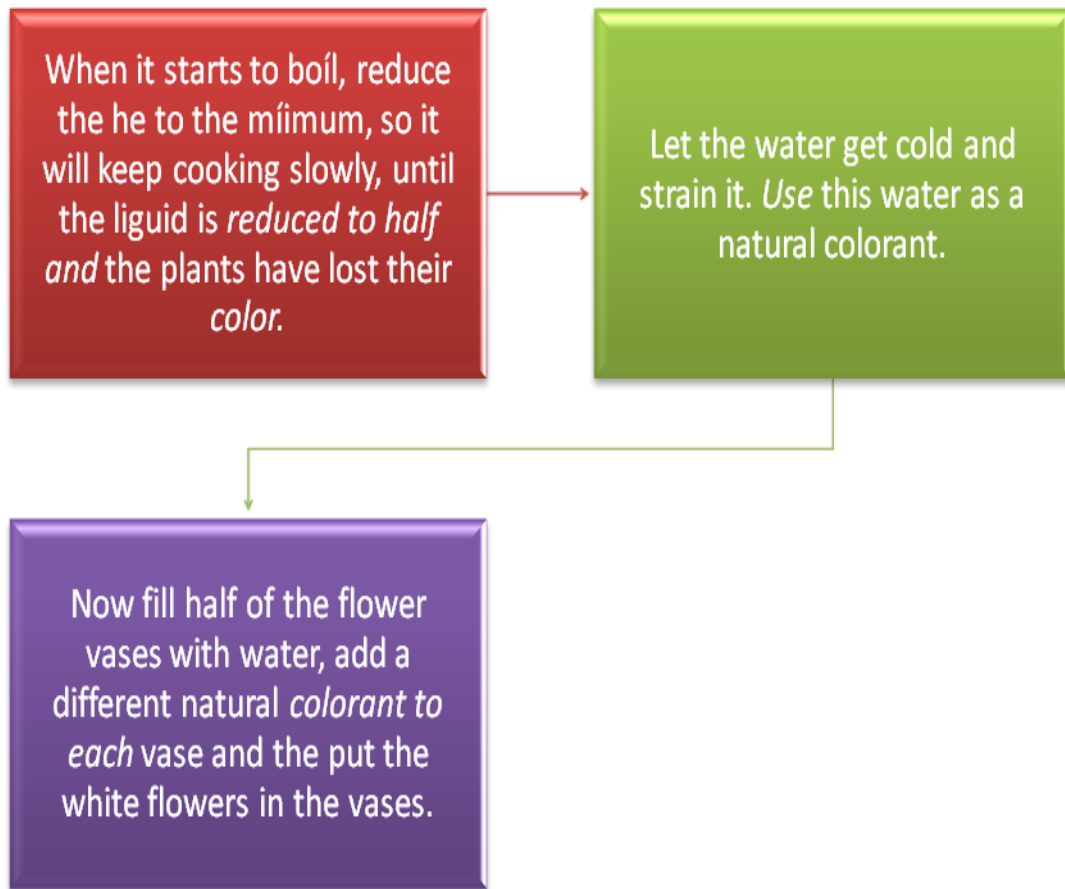 When it starts to boíl, reduce
the he to the míimum, so it
will keep cooking slowly, until
the liguid is reduced to half
and the plants have lost their
color.
Let the water get cold and
strain it. Use this water as a
natural colorant.
Now fill half of the flower
vases with water, add a
different natural colorant to
each vase and the put the
white flowers in the vases.